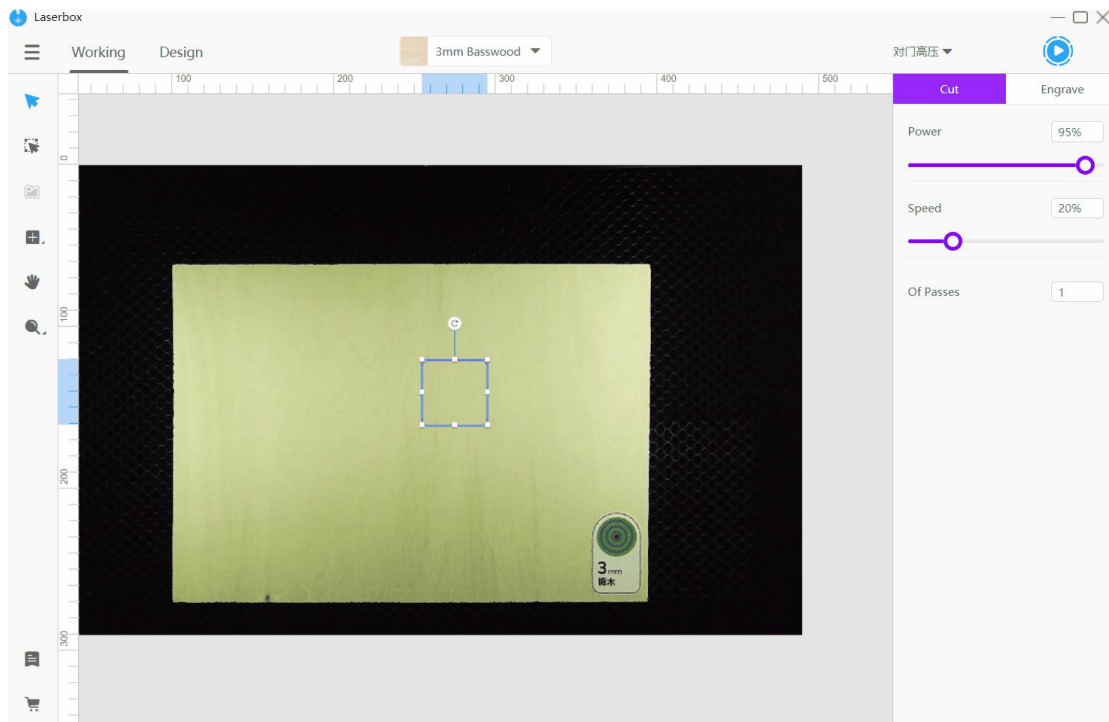 Laserbox
Working
Design
3mm Basswood
对门高压
100
200
300
400
500
Cut
Engrave
Power
95%
Speed
20%
Of Passes
1
0
100
200
300
3mm
椴木